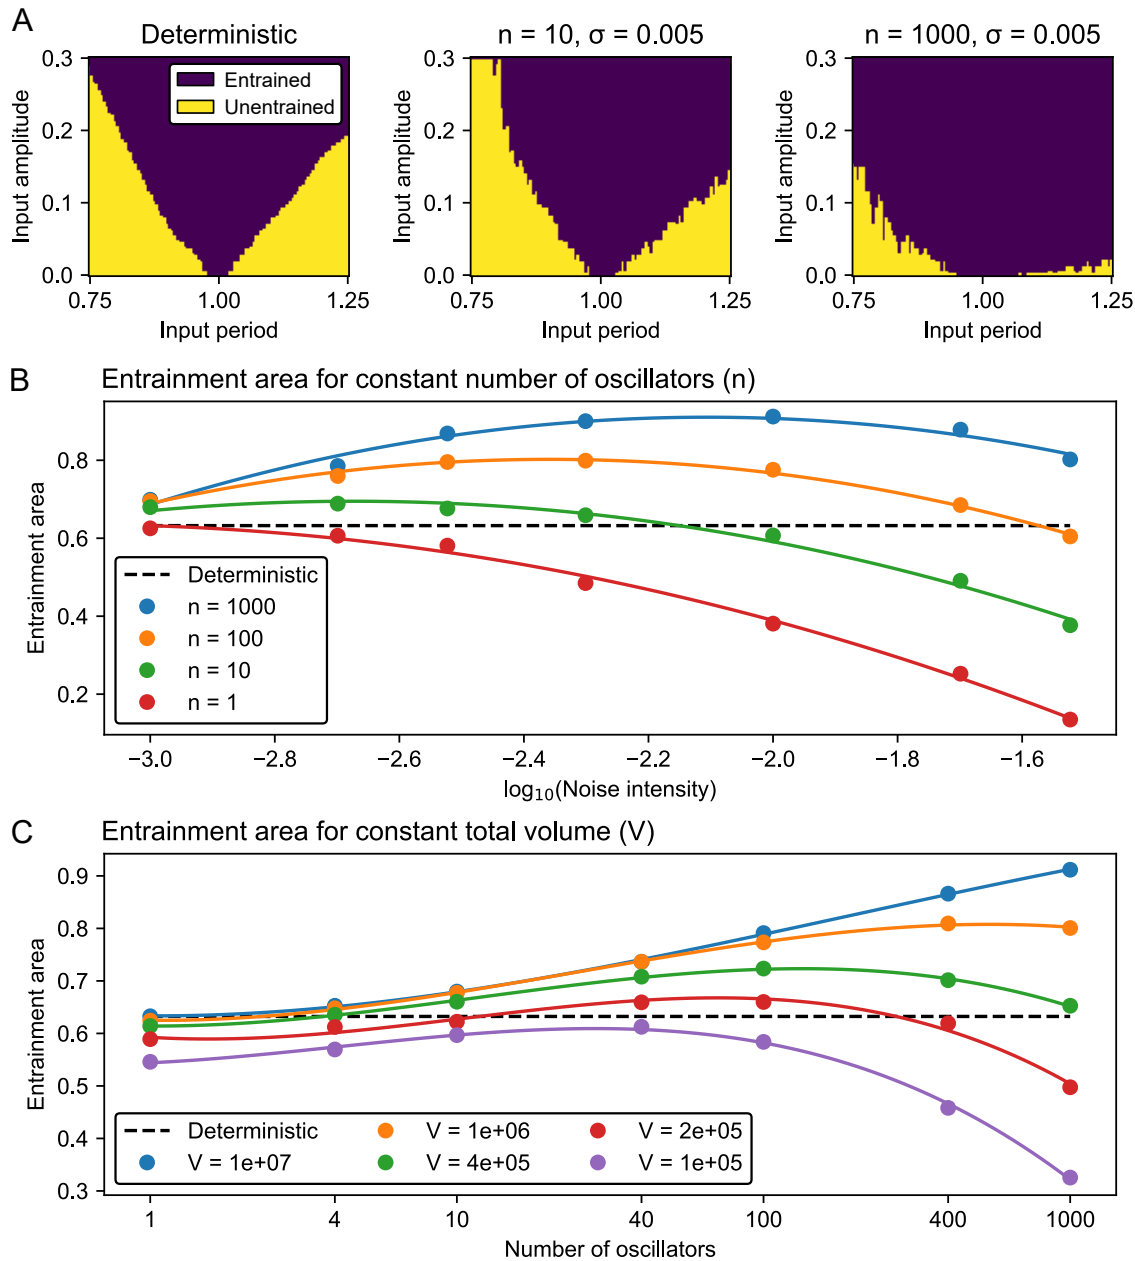 A
Deterministic
n = 10, σ = 0.005
n = 1000, σ = 0.005
Input amplitude
0.3
0.2
0.1
0.0
Entrained
Unentrained
0.75
1.00
1.25
Input period
Input amplitude
0.3
0.2
0.1
0.0
0.75
1.00
1.25
Input period
Input amplitude
0.3
0.2
0.1
0.0
0.75
1.00
1.25
Input period
B
Entrainment area for constant number of oscillators (n)
Entrainment area
0.8
0.6
0.4
0.2
Deterministic
n = 1000
n = 100
n = 10
n = 1
−3.0
−2.8
−2.6
−2.4
−2.2
−2.0
−1.8
−1.6
log₁₀(Noise intensity)
C
Entrainment area for constant total volume (V)
Entrainment area
0.9
0.8
0.7
0.6
0.5
0.4
0.3
Deterministic
V = 1e+07
V = 1e+06
V = 4e+05
V = 2e+05
V = 1e+05
1
4
10
40
100
400
1000
Number of oscillators